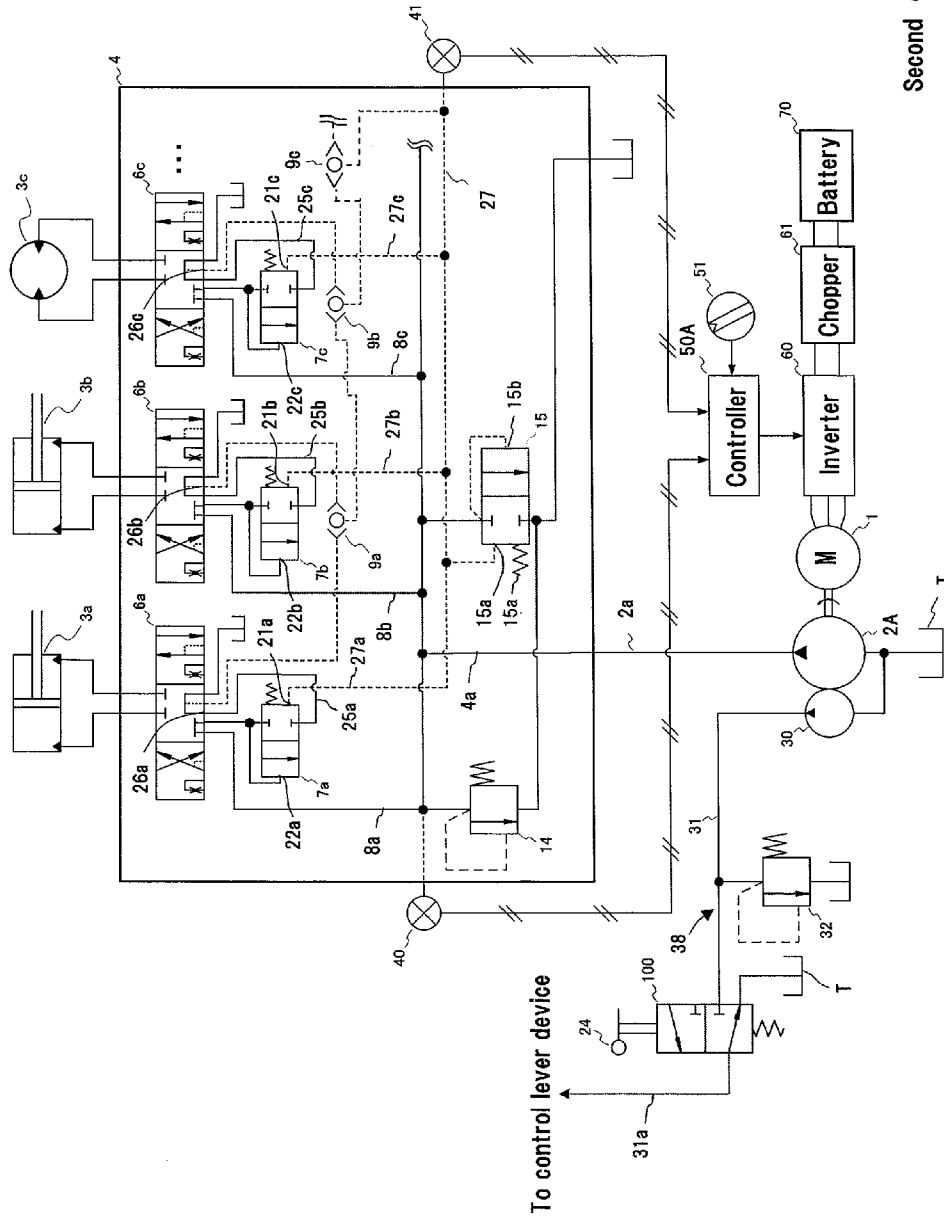 3a
3b
3c
6a
6b
6c
4
...
26a
26b
26c
21a
21b
21c
9c
22a
25a
22b
25b
22c
25c
7a
7b
7c
9a
9b
27a
27b
27c
27
8a
8b
8c
40
41
14
4a
15a
15a
15b
15
2a
50A
51
Controller
60
61
70
Inverter
Chopper
Battery
1
M
2A
30
T
31
38
32
100
24
T
31a
To control lever device
Second